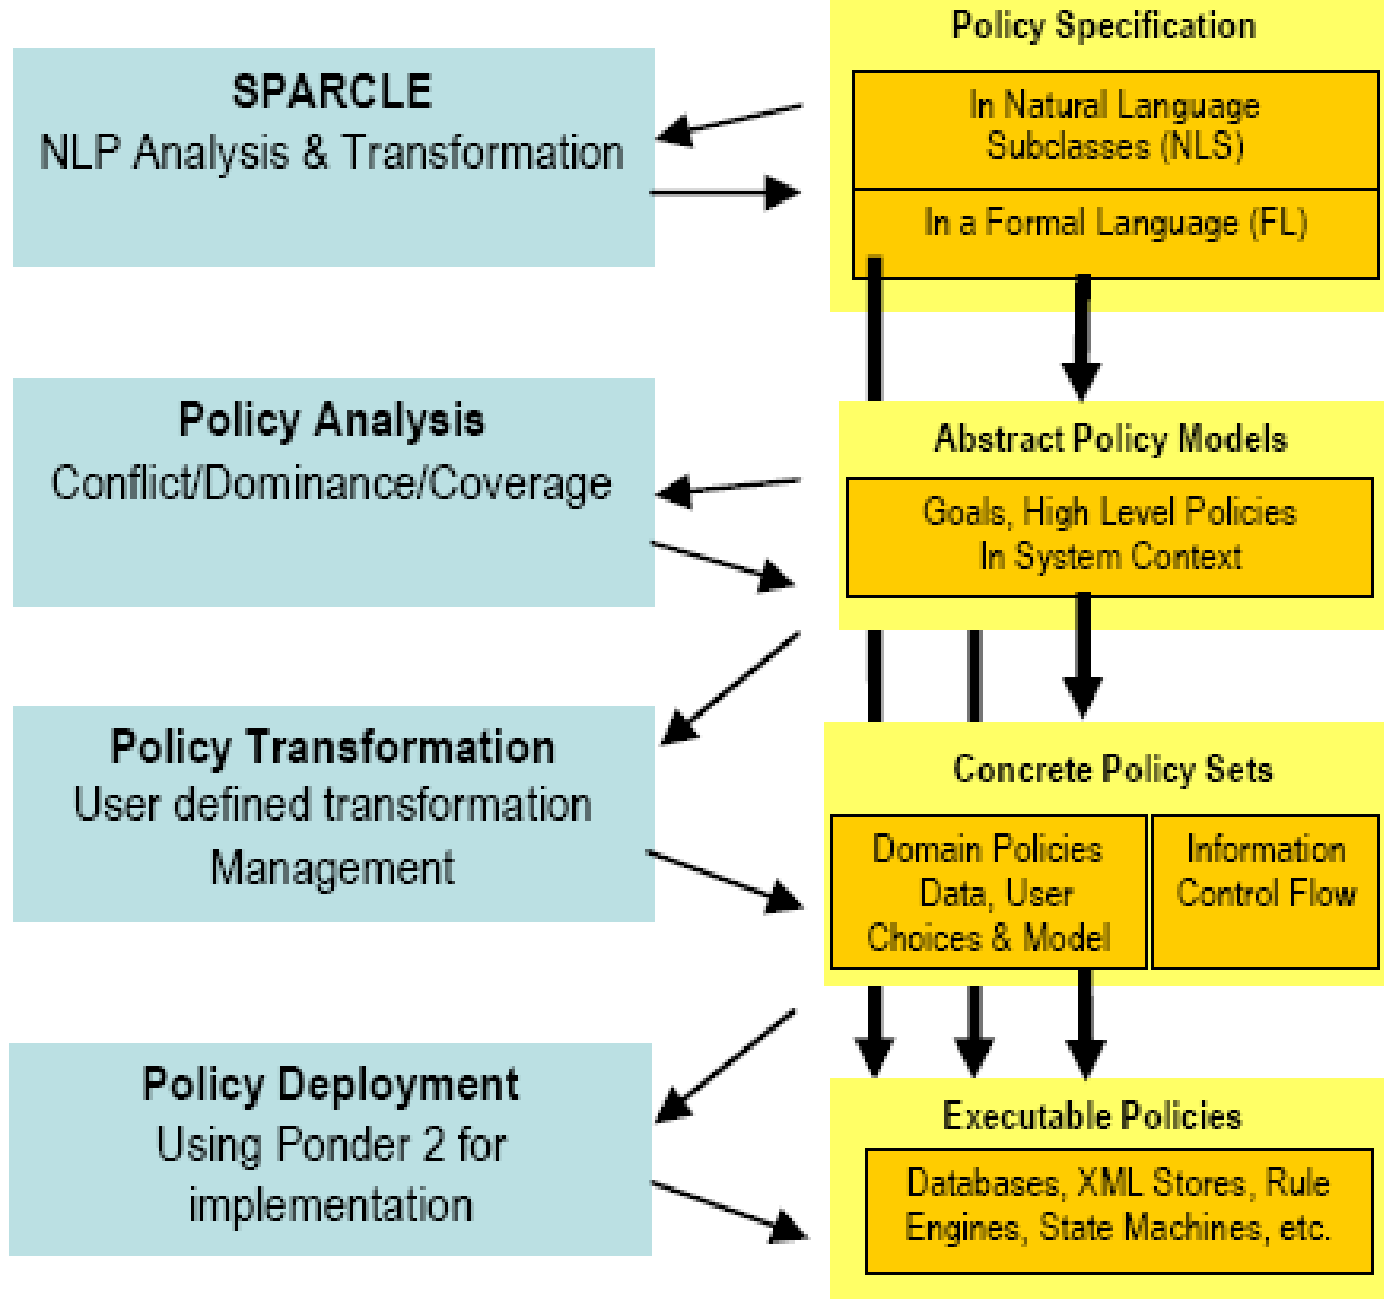 SPARCLE
NLP Analysis & Transformation
Policy Specification
In Natural Language
Subclasses (NLS)
In a Formal Language (FL)
Policy Analysis
Conflict/Dominance/Coverage
Abstract Policy Models
Goals, High Level Policies
In System Context
Policy Transformation
User defined transformation
Management
Concrete Policy Sets
Domain Policies
Data, User
Choices & Model
Information
Control Flow
Policy Deployment
Using Ponder 2 for
implementation
Executable Policies
Databases, XML Stores, Rule
Engines, State Machines, etc.